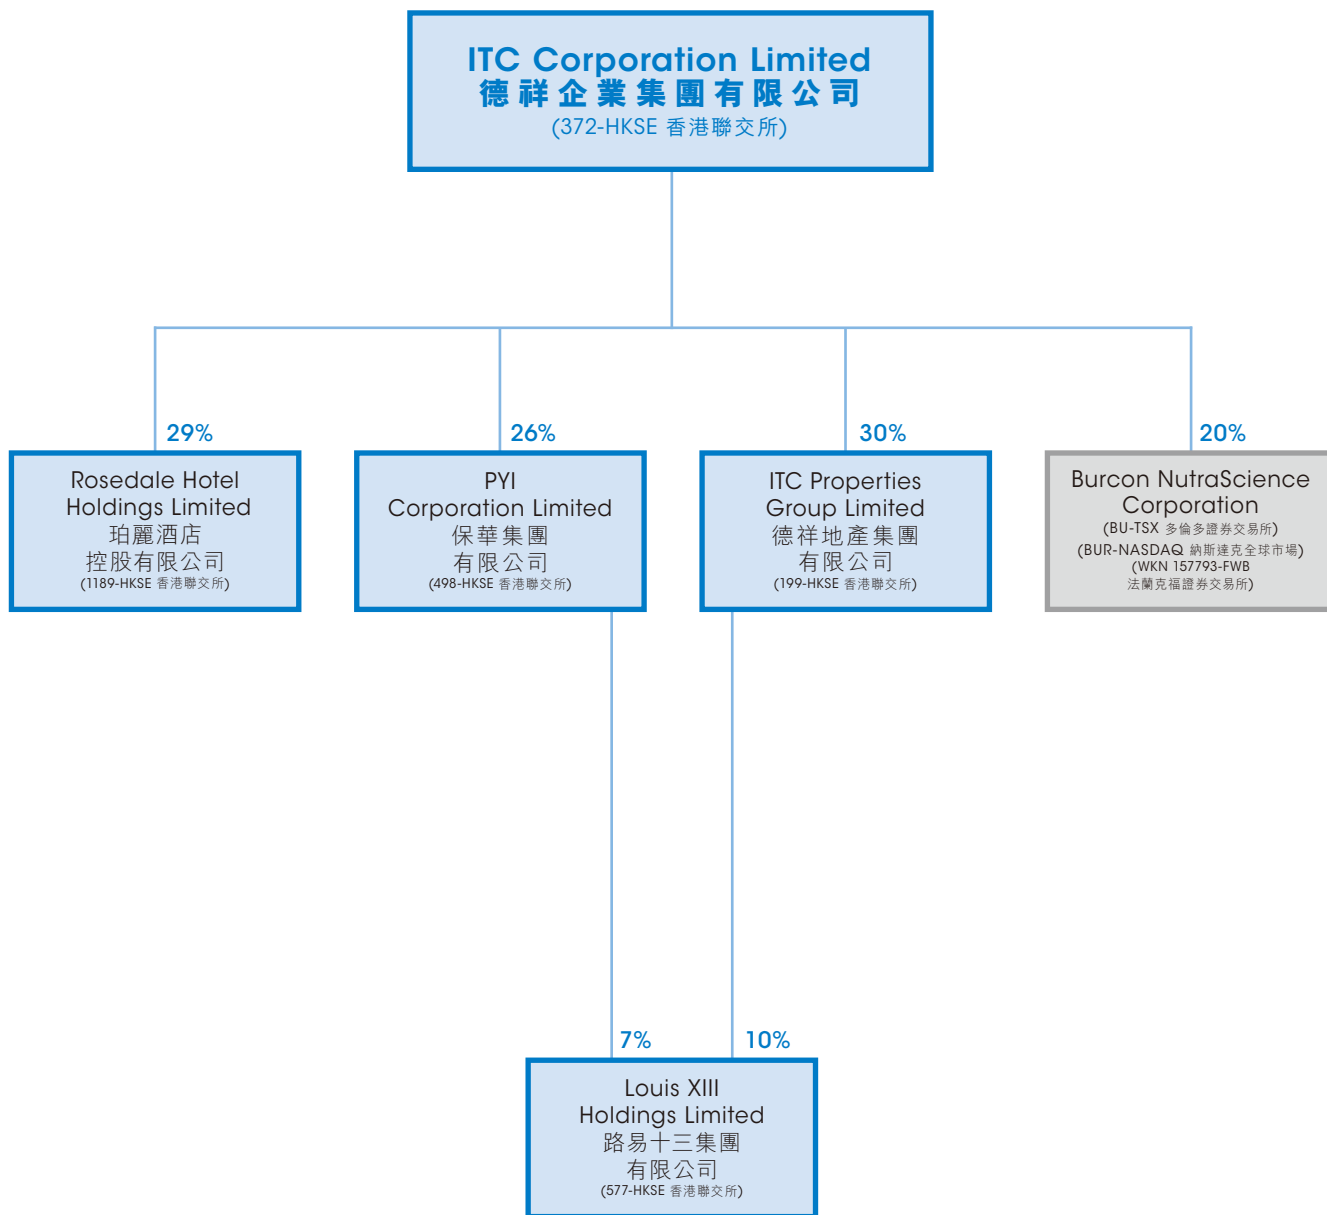 ITC Corporation Limited
德祥企業集團有限公司
(372-HKSE 香港聯交所)
29%
26%
30%
20%
Rosedale Hotel
Holdings Limited
珀麗酒店
控股有限公司
(1189-HKSE 香港聯交所)
PYI
Corporation Limited
保華集團
有限公司
(498-HKSE 香港聯交所)
ITC Properties
Group Limited
德祥地產集團
有限公司
(199-HKSE 香港聯交所)
Burcon NutraScience
Corporation
(BU-TSX 多倫多證券交易所)
(BUR-NASDAQ 納斯達克全球市場)
(WKN 157793-FWB
法蘭克福證券交易所)
7%
10%
Louis XIII
Holdings Limited
路易十三集團
有限公司
(577-HKSE 香港聯交所)